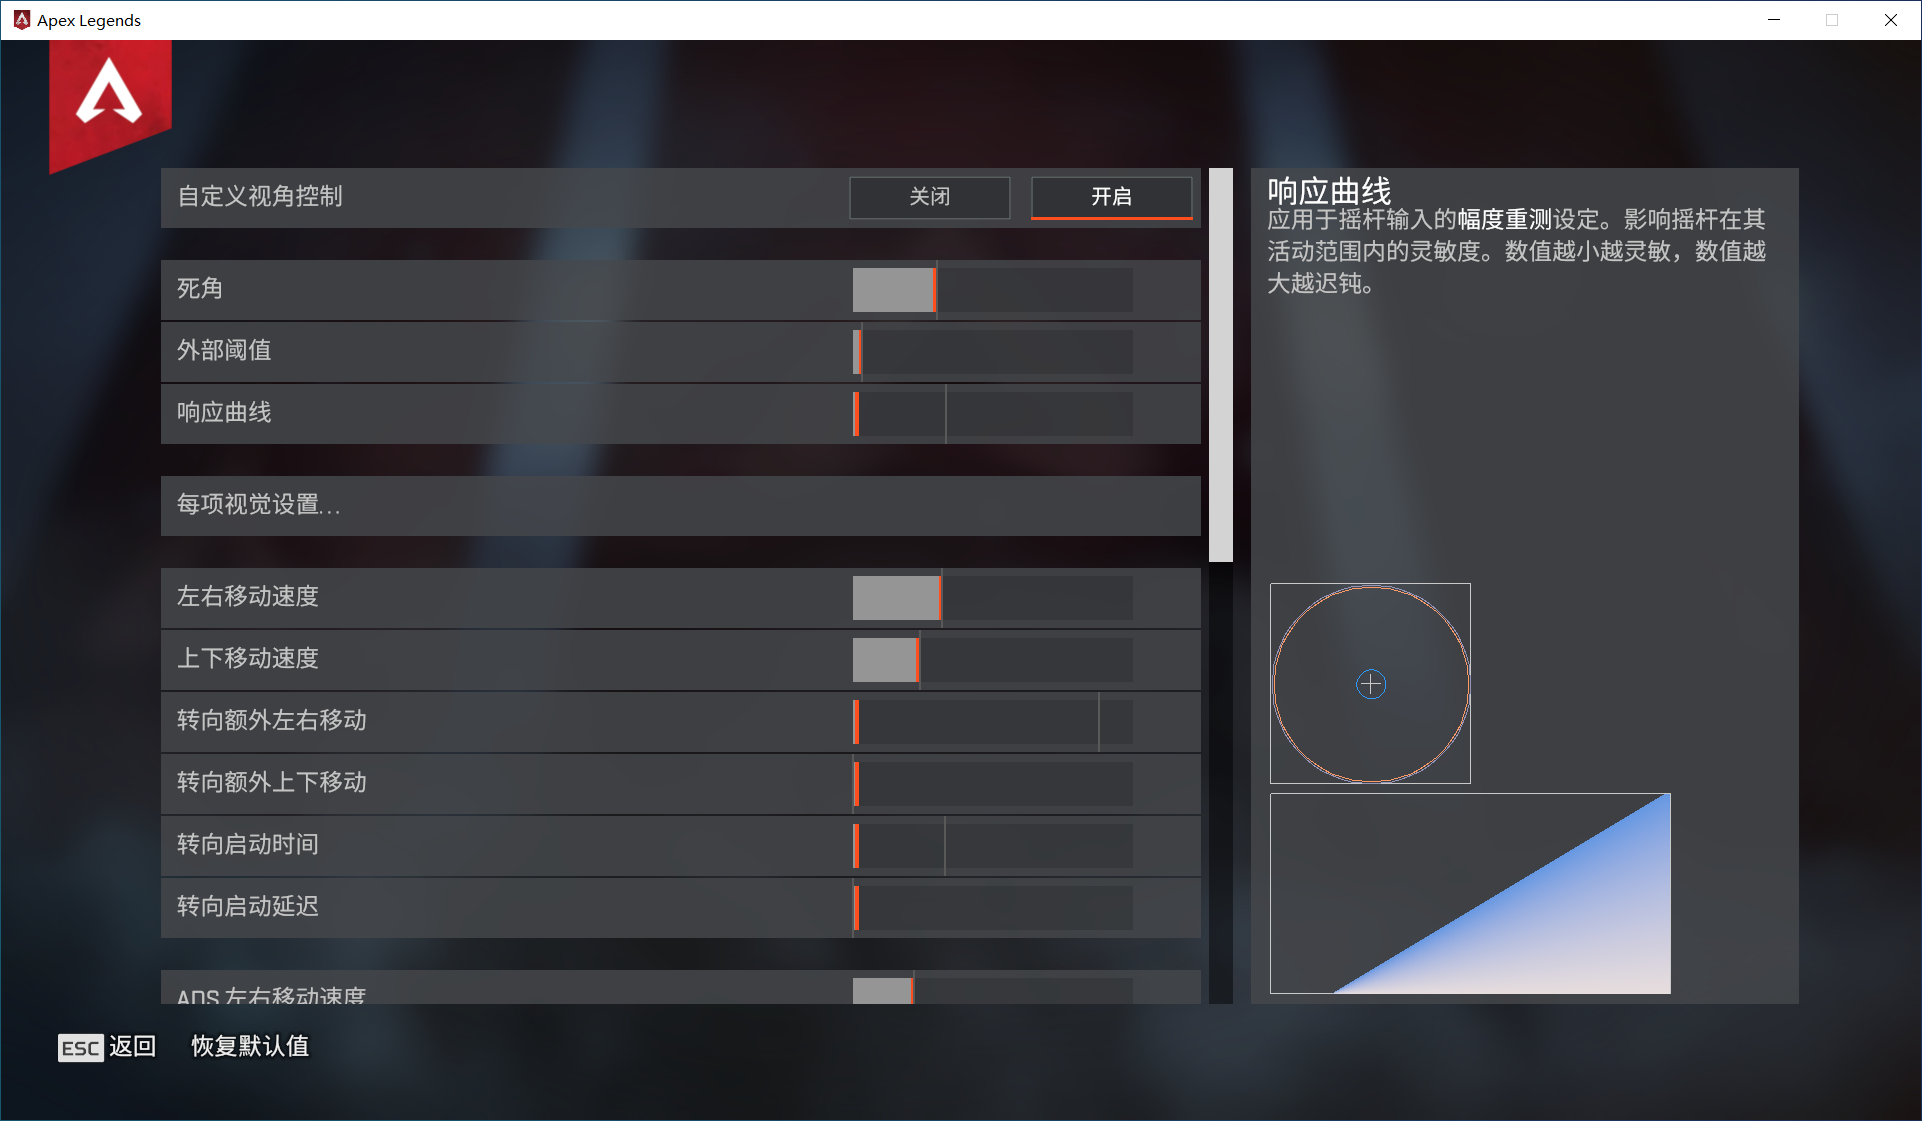 Apex Legends
自定义视角控制
关闭
开启
死角
外部阈值
响应曲线
每项视觉设置...
左右移动速度
上下移动速度
转向额外左右移动
转向额外上下移动
转向启动时间
转向启动延迟
ADS 左右移动速度
响应曲线
应用于摇杆输入的幅度重测设定。影响摇杆在其
活动范围内的灵敏度。数值越小越灵敏，数值越
大越迟钝。
ESC 返回
恢复默认值